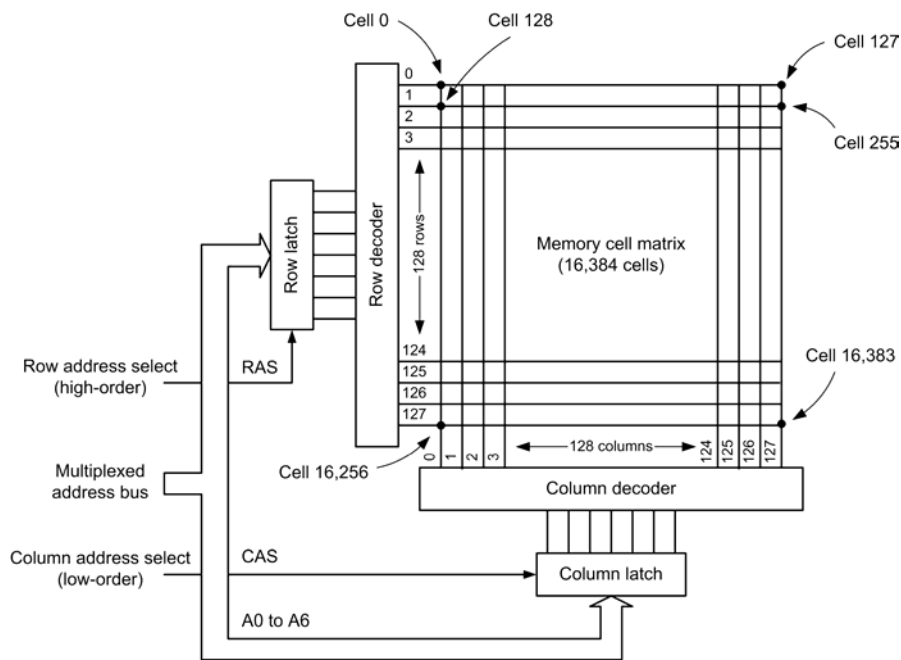 Cell 0
Cell 128
Cell 127
0
1
2
3
Cell 255
Row latch
Row decoder
128 rows
Memory cell matrix
(16,384 cells)
124
125
126
127
Cell 16,383
Row address select
(high-order)
RAS
Cell 16,256
0
1
2
3
128 columns
124
125
126
127
Multiplexed
address bus
Column decoder
Column address select
(low-order)
CAS
Column latch
A0 to A6